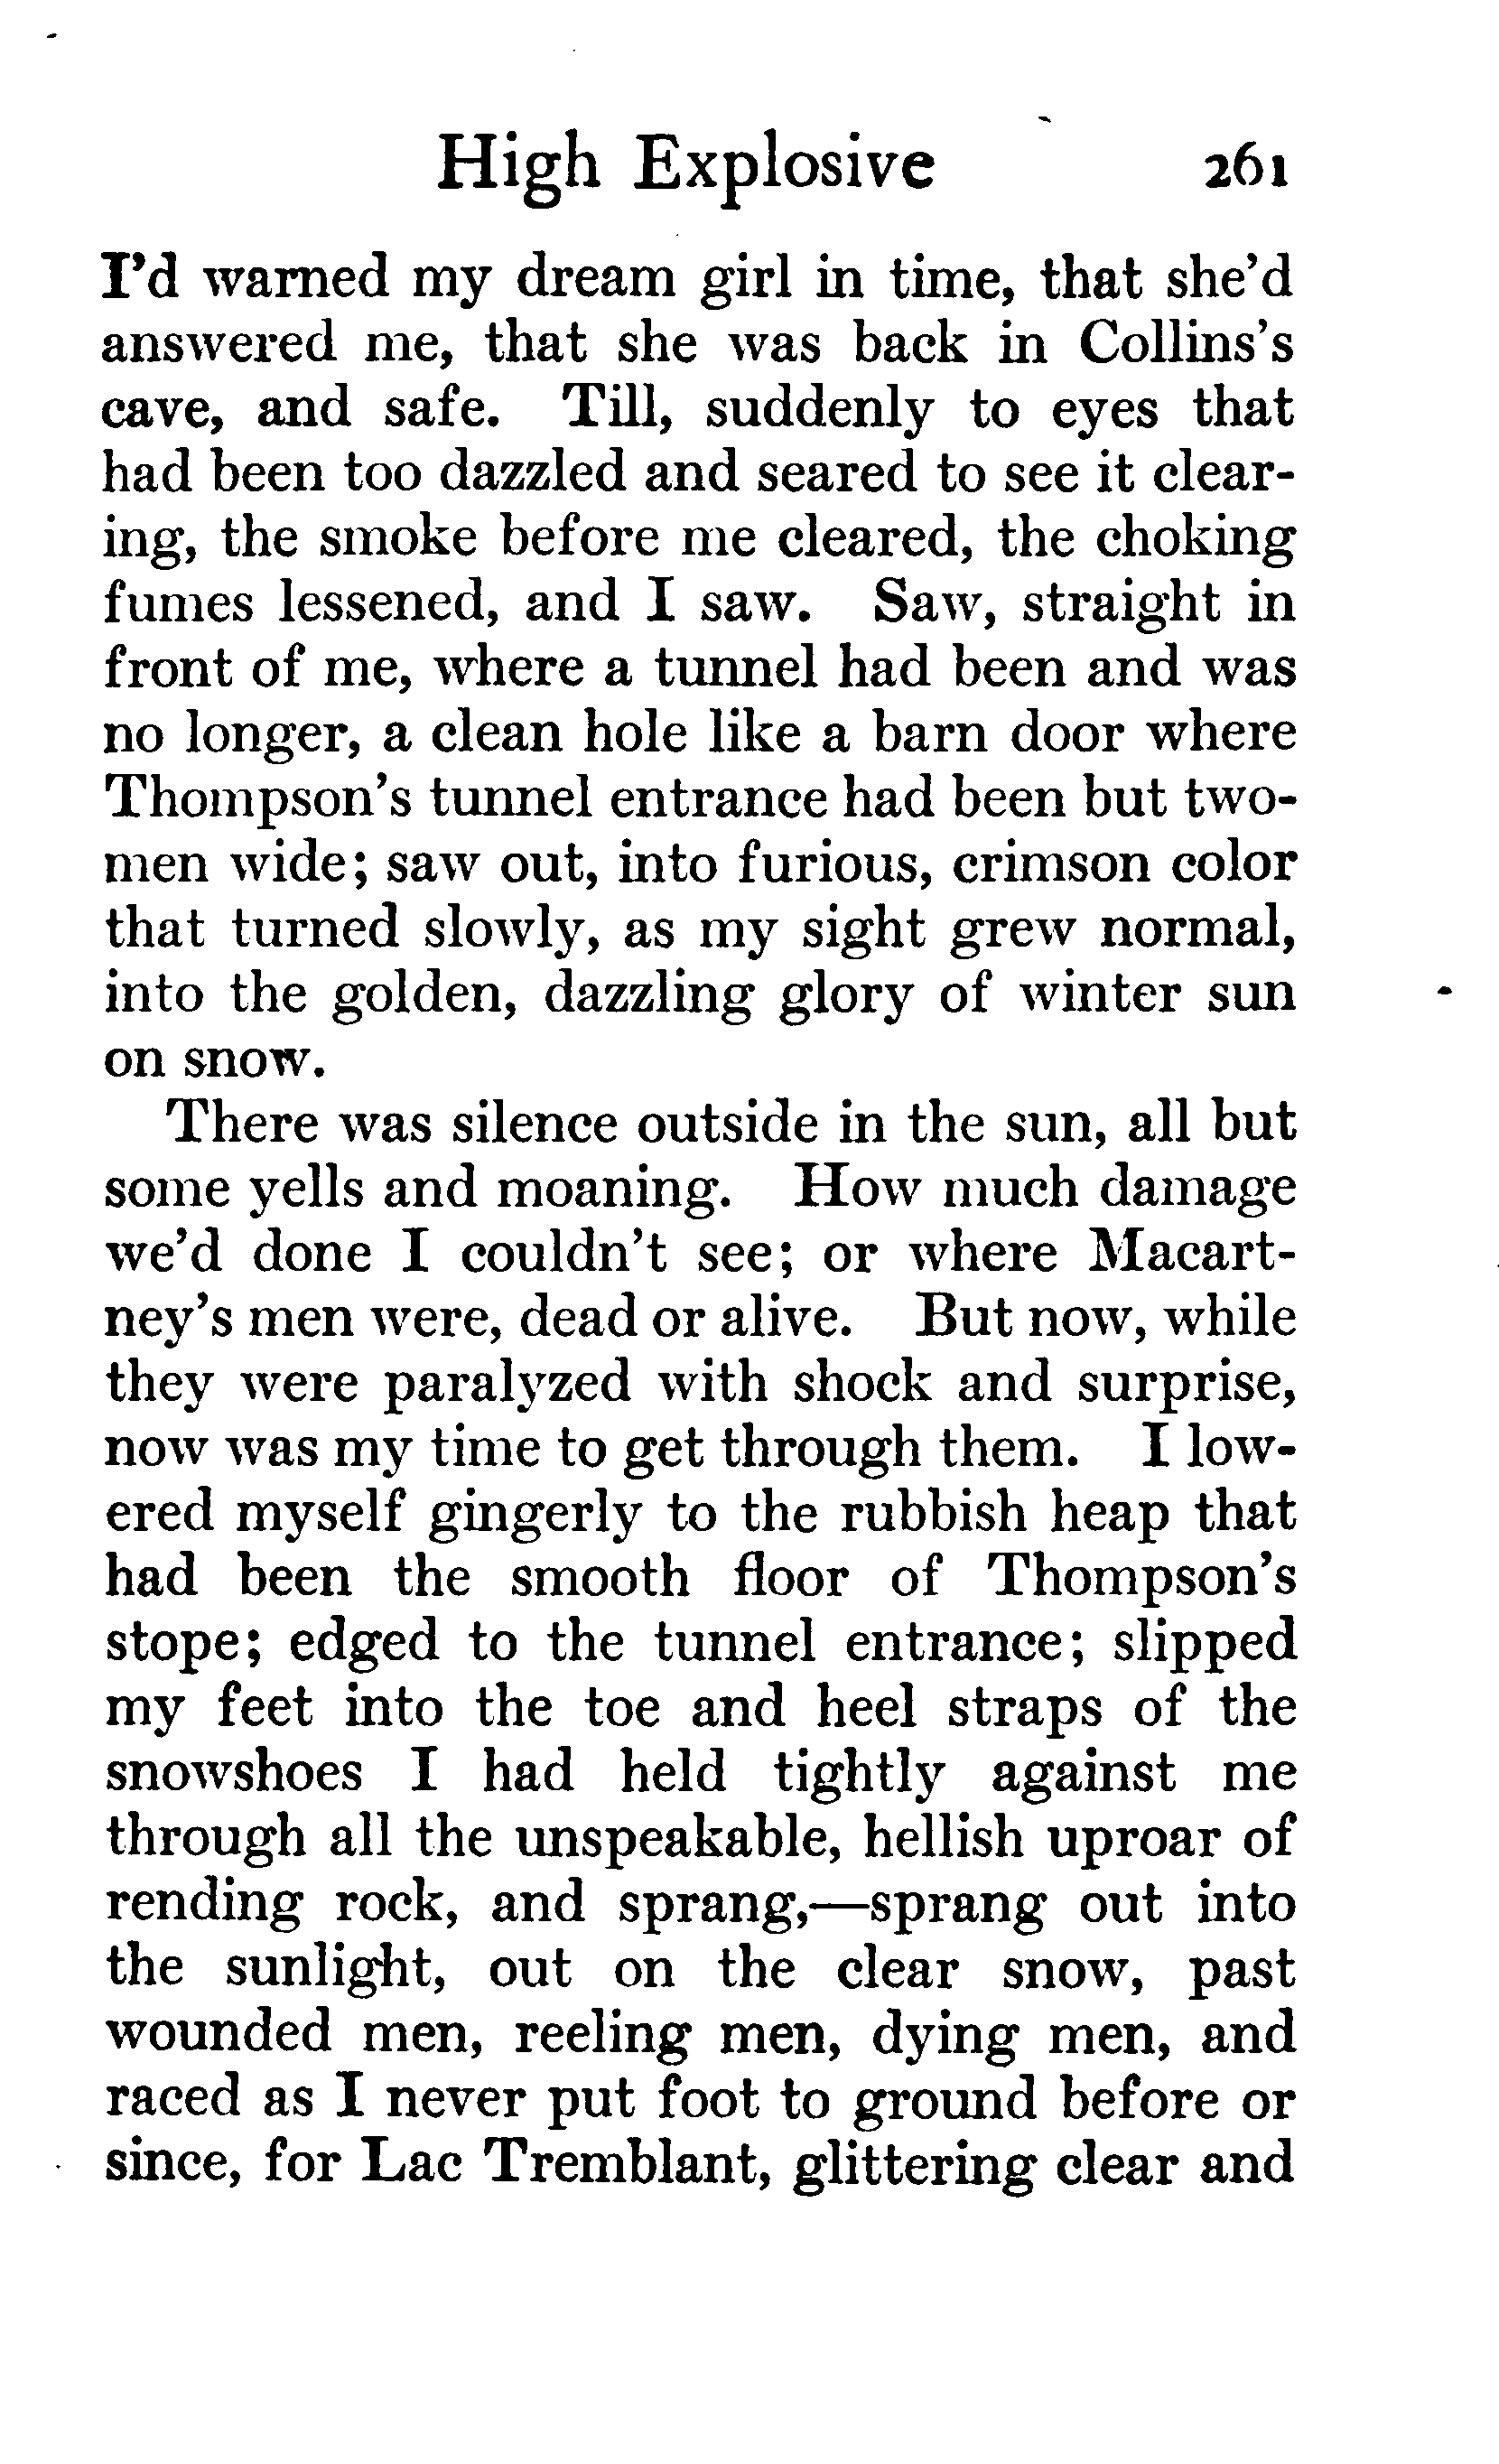 High Explosive 261
I'd warned my dream girl in time, that she'd
answered me, that she was back in Collins's
cave, and safe. Till, suddenly to eyes that
had been too dazzled and seared to see it clear-
ing, the smoke before me cleared, the choking
fumes lessened, and I saw. Saw, straight in
front of me, where a tunnel had been and was
no longer, a clean hole like a barn door where
Thompson's tunnel entrance had been but two-
men wide; saw out, into furious, crimson color
that turned slowly, as my sight grew normal,
into the golden, dazzling glory of winter sun
on snow.
There was silence outside in the sun, all but
some yells and moaning. How much damage
we'd done I couldn't see; or where Macart-
ney's men were, dead or alive. But now, while
they were paralyzed with shock and surprise,
now was my time to get through them. I low-
ered myself gingerly to the rubbish heap that
had been the smooth floor of Thompson's
stope; edged to the tunnel entrance; slipped
my feet into the toe and heel straps of the
snowshoes I had held tightly against me
through all the unspeakable, hellish uproar of
rending rock, and sprang,—sprang out into
the sunlight, out on the clear snow, past
wounded men, reeling men, dying men, and
raced as I never put foot to ground before or
since, for Lac Tremblant, glittering clear and